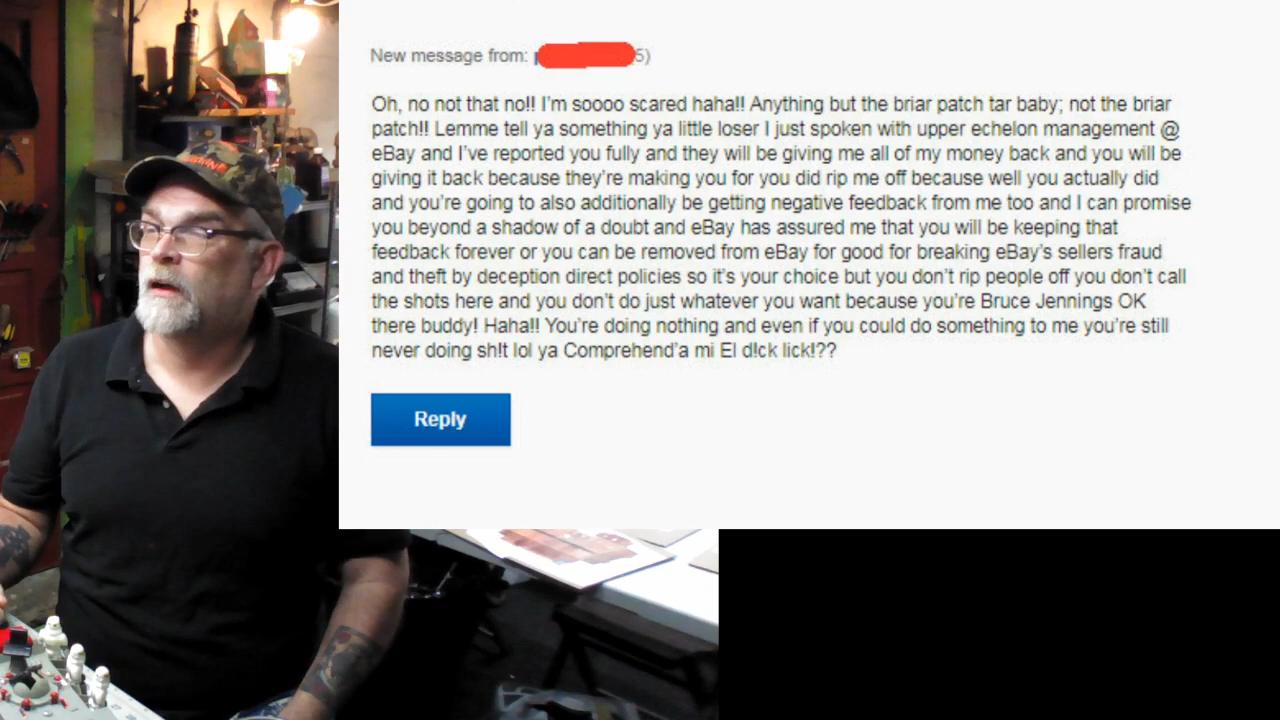 New message from: 5)
Oh, no not that no!! I'm soooo scared haha!! Anything but the briar patch tar baby; not the briar
patch!! Lemme tell ya something ya little loser I just spoken with upper echelon management @
eBay and I've reported you fully and they will be giving me all of my money back and you will be
giving it back because they're making you for you did rip me off because well you actually did
and you're going to also additionally be getting negative feedback from me too and I can promise
you beyond a shadow of a doubt and eBay has assured me that you will be keeping that
feedback forever or you can be removed from eBay for good for breaking eBay's sellers fraud
and theft by deception direct policies so it's your choice but you don't rip people off you don't call
the shots here and you don't do just whatever you want because you're Bruce Jennings OK
there buddy! Haha!! You're doing nothing and even if you could do something to me you're still
never doing sh!t lol ya Comprehend'a mi El d!ck lick!??
Reply